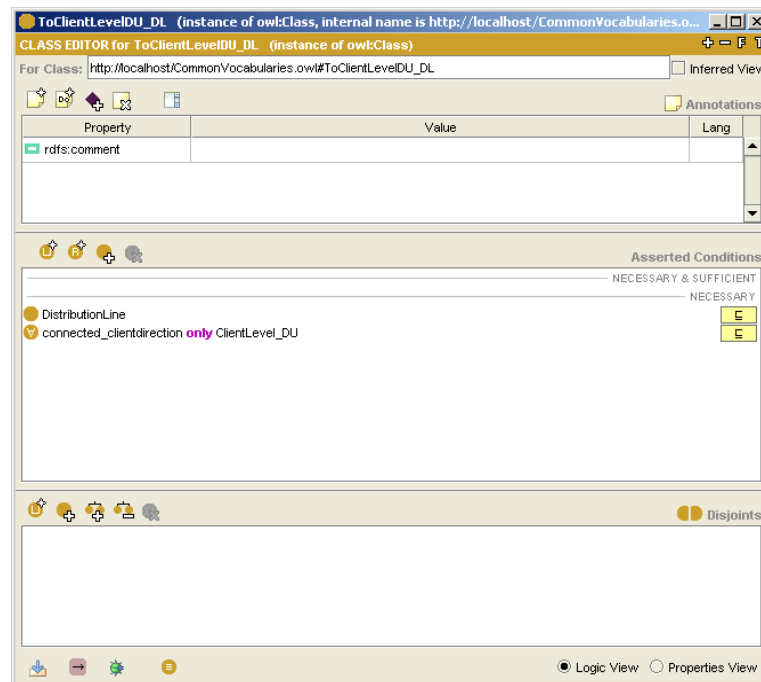 ToClientLevelDU_DL (instance of owl:Class, internal name is http://localhost/CommonVocabularies.o...
CLASS EDITOR for ToClientLevelDU_DL (instance of owl:Class)
For Class: http://localhost/CommonVocabularies.owl#ToClientLevelDU_DL Inferred View
Annotations
Property Value Lang
rdfs:comment
Asserted Conditions
NECESSARY & SUFFICIENT
NECESSARY
DistributionLine
connected_clientdirection only ClientLevel_DU
Disjoints
Logic View Properties View